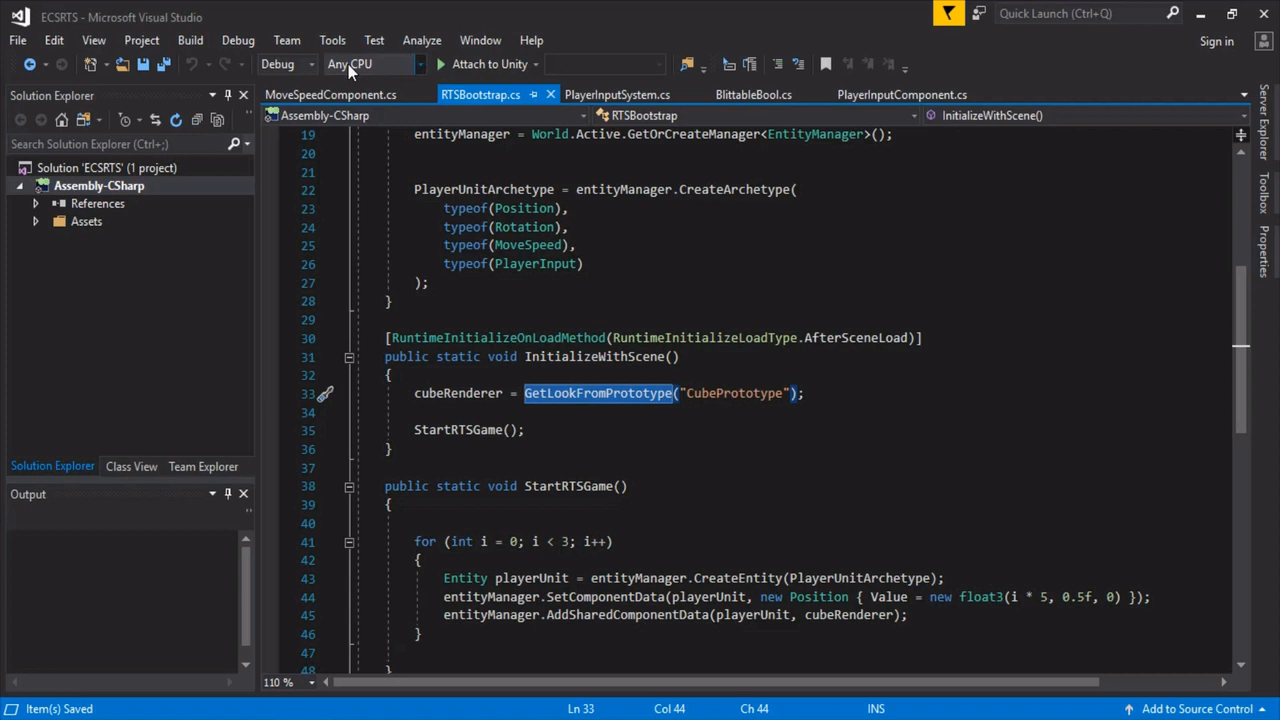 ECSRTS - Microsoft Visual Studio
Quick Launch (Ctrl+Q)
File Edit View Project Build Debug Team Tools Test Analyze Window Help
Sign in
Debug Any CPU Attach to Unity
Solution Explorer
MoveSpeedComponent.cs RTSBootstrap.cs PlayerInputSystem.cs BlittableBool.cs PlayerInputComponent.cs
Assembly-CSharp RTSBootstrap InitializeWithScene()
Search Solution Explorer (Ctrl+;)
Solution 'ECSRTS' (1 project)
Assembly-CSharp
References
Assets
Solution Explorer Class View Team Explorer
Output
19 entityManager = World.Active.GetOrCreateManager<EntityManager>();
20
21
22 PlayerUnitArchetype = entityManager.CreateArchetype(
23 typeof(Position),
24 typeof(Rotation),
25 typeof(MoveSpeed),
26 typeof(PlayerInput)
27 );
28 }
29
30 [RuntimeInitializeOnLoadMethod(RuntimeInitializeLoadType.AfterSceneLoad)]
31 public static void InitializeWithScene()
32 {
33 cubeRenderer = GetLookFromPrototype("CubePrototype");
34
35 StartRTSGame();
36 }
37
38 public static void StartRTSGame()
39 {
40
41 for (int i = 0; i < 3; i++)
42 {
43 Entity playerUnit = entityManager.CreateEntity(PlayerUnitArchetype);
44 entityManager.SetComponentData(playerUnit, new Position { Value = new float3(i * 5, 0.5f, 0) });
45 entityManager.AddSharedComponentData(playerUnit, cubeRenderer);
46 }
47
48 }
Server Explorer
Toolbox
Properties
110 %
Item(s) Saved Ln 33 Col 44 Ch 44 INS Add to Source Control